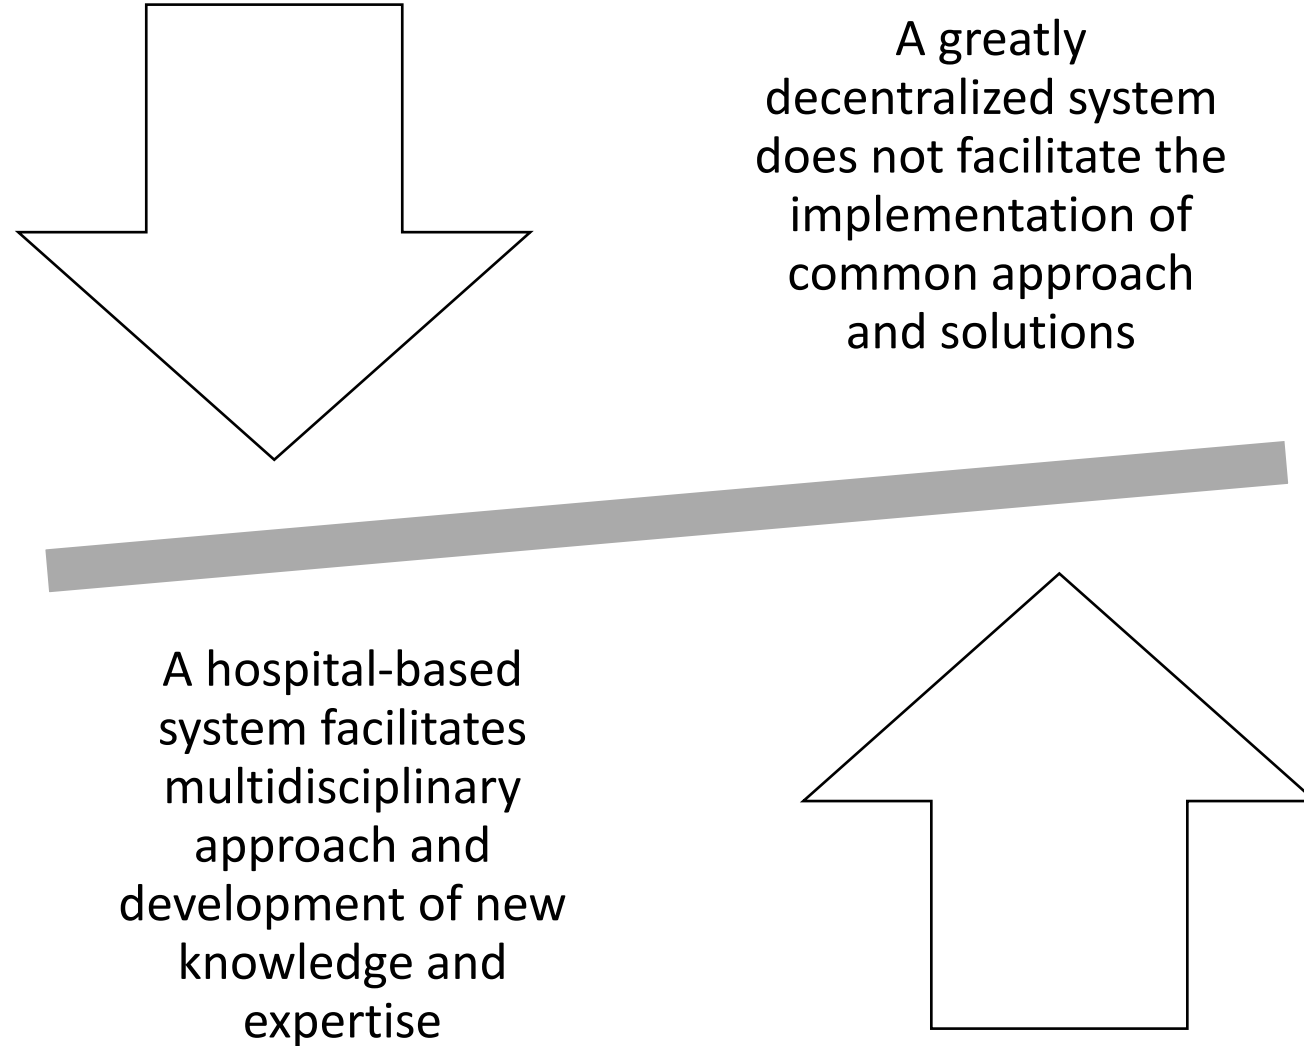 A greatly
decentralized system
does not facilitate the
implementation of
common approach
and solutions
A hospital-based
system facilitates
multidisciplinary
approach and
development of new
knowledge and
expertise